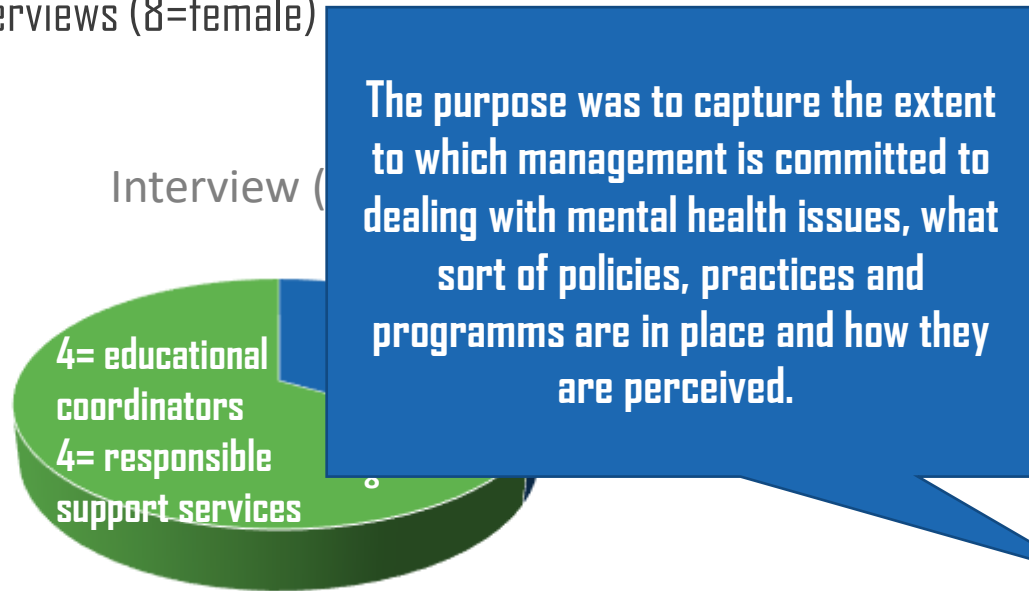 erviews (8=female)
The purpose was to capture the extent
to which management is committed to
dealing with mental health issues, what
sort of policies, practices and
programms are in place and how they
are perceived.
Interview (
4= educational
coordinators
4= responsible
support services
8